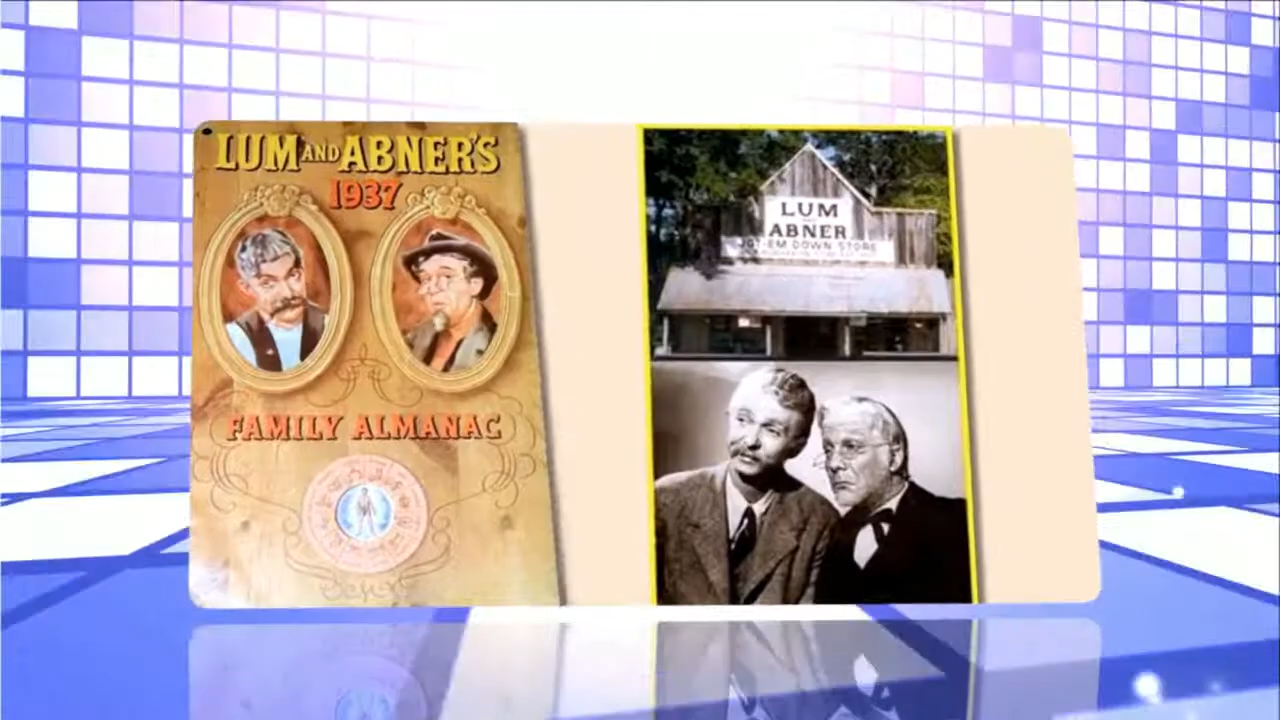 LUM AND ABNER'S
1937
FAMILY ALMANAC
LUM
ABNER
JOT-EM DOWN STORE